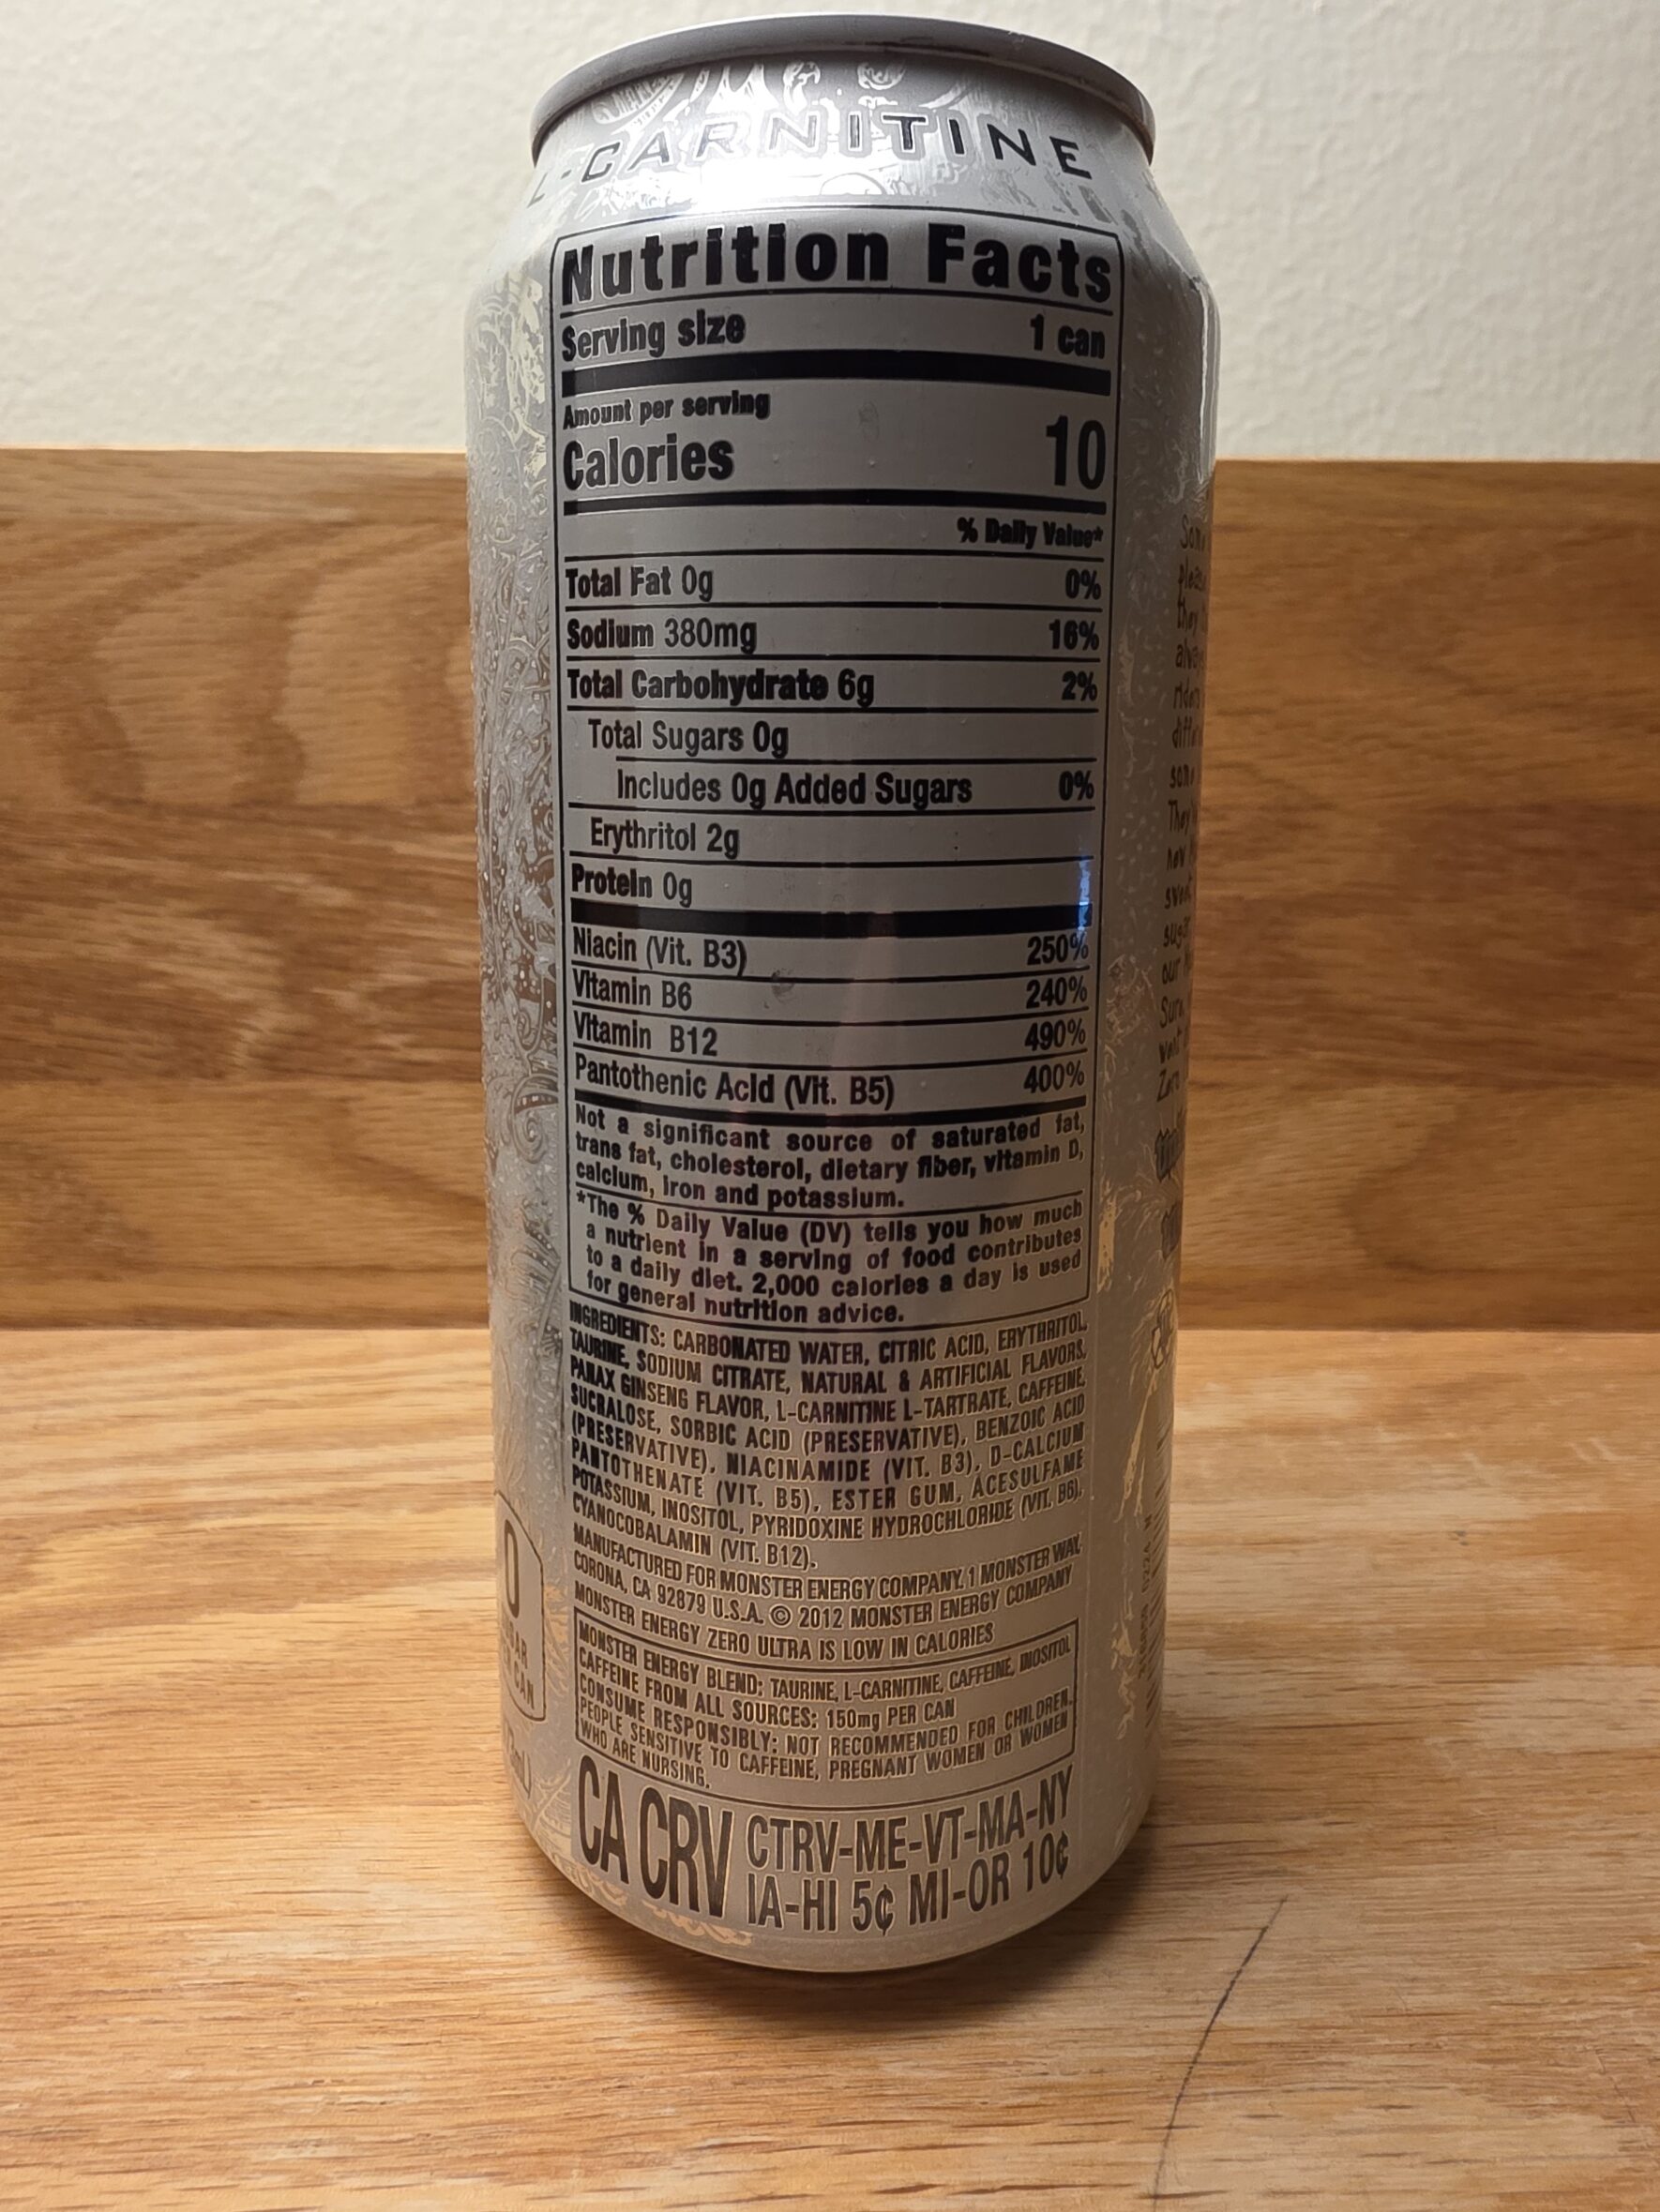 L-CARNITINE
Nutrition Facts
Serving size 1 can
Amount per serving
Calories 10
% Daily Value*
Total Fat 0g 0%
Sodium 380mg 16%
Total Carbohydrate 6g 2%
Total Sugars 0g
Includes 0g Added Sugars 0%
Erythritol 2g
Protein 0g
Niacin (Vit. B3) 250%
Vitamin B6 240%
Vitamin B12 490%
Pantothenic Acid (Vit. B5) 400%
Not a significant source of saturated fat,
trans fat, cholesterol, dietary fiber, vitamin D,
calcium, iron and potassium.
*The % Daily Value (DV) tells you how much
a nutrient in a serving of food contributes
to a daily diet. 2,000 calories a day is used
for general nutrition advice.
INGREDIENTS: CARBONATED WATER, CITRIC ACID, ERYTHRITOL,
TAURINE, SODIUM CITRATE, NATURAL & ARTIFICIAL FLAVORS,
PANAX GINSENG FLAVOR, L-CARNITINE L-TARTRATE, CAFFEINE,
SUCRALOSE, SORBIC ACID (PRESERVATIVE), BENZOIC ACID
(PRESERVATIVE), NIACINAMIDE (VIT. B3), D-CALCIUM
PANTOTHENATE (VIT. B5), ESTER GUM, ACESULFAME
POTASSIUM, INOSITOL, PYRIDOXINE HYDROCHLORIDE (VIT. B6),
CYANOCOBALAMIN (VIT. B12).
MANUFACTURED FOR MONSTER ENERGY COMPANY, 1 MONSTER WAY,
CORONA, CA 92879 U.S.A. © 2012 MONSTER ENERGY COMPANY
MONSTER ENERGY ZERO ULTRA IS LOW IN CALORIES
MONSTER ENERGY BLEND: TAURINE, L-CARNITINE, CAFFEINE, INOSITOL
CAFFEINE FROM ALL SOURCES: 150mg PER CAN
CONSUME RESPONSIBLY: NOT RECOMMENDED FOR CHILDREN,
PEOPLE SENSITIVE TO CAFFEINE, PREGNANT WOMEN OR WOMEN
WHO ARE NURSING.
CA CRV CTRV-ME-VT-MA-NY
IA-HI 5¢ MI-OR 10¢
0
CAN